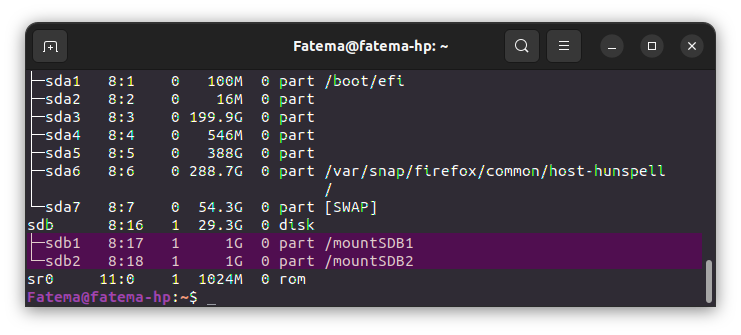 Fatema@fatema-hp: ~
├─sda1   8:1    0   100M  0 part /boot/efi
├─sda2   8:2    0    16M  0 part
├─sda3   8:3    0 199.9G  0 part
├─sda4   8:4    0   546M  0 part
├─sda5   8:5    0   388G  0 part
├─sda6   8:6    0 288.7G  0 part /var/snap/firefox/common/host-hunspell
│                                /
└─sda7   8:7    0  54.3G  0 part [SWAP]
sdb      8:16   1  29.3G  0 disk
├─sdb1   8:17   1     1G  0 part /mountSDB1
└─sdb2   8:18   1     1G  0 part /mountSDB2
sr0     11:0    1  1024M  0 rom
Fatema@fatema-hp:~$ _